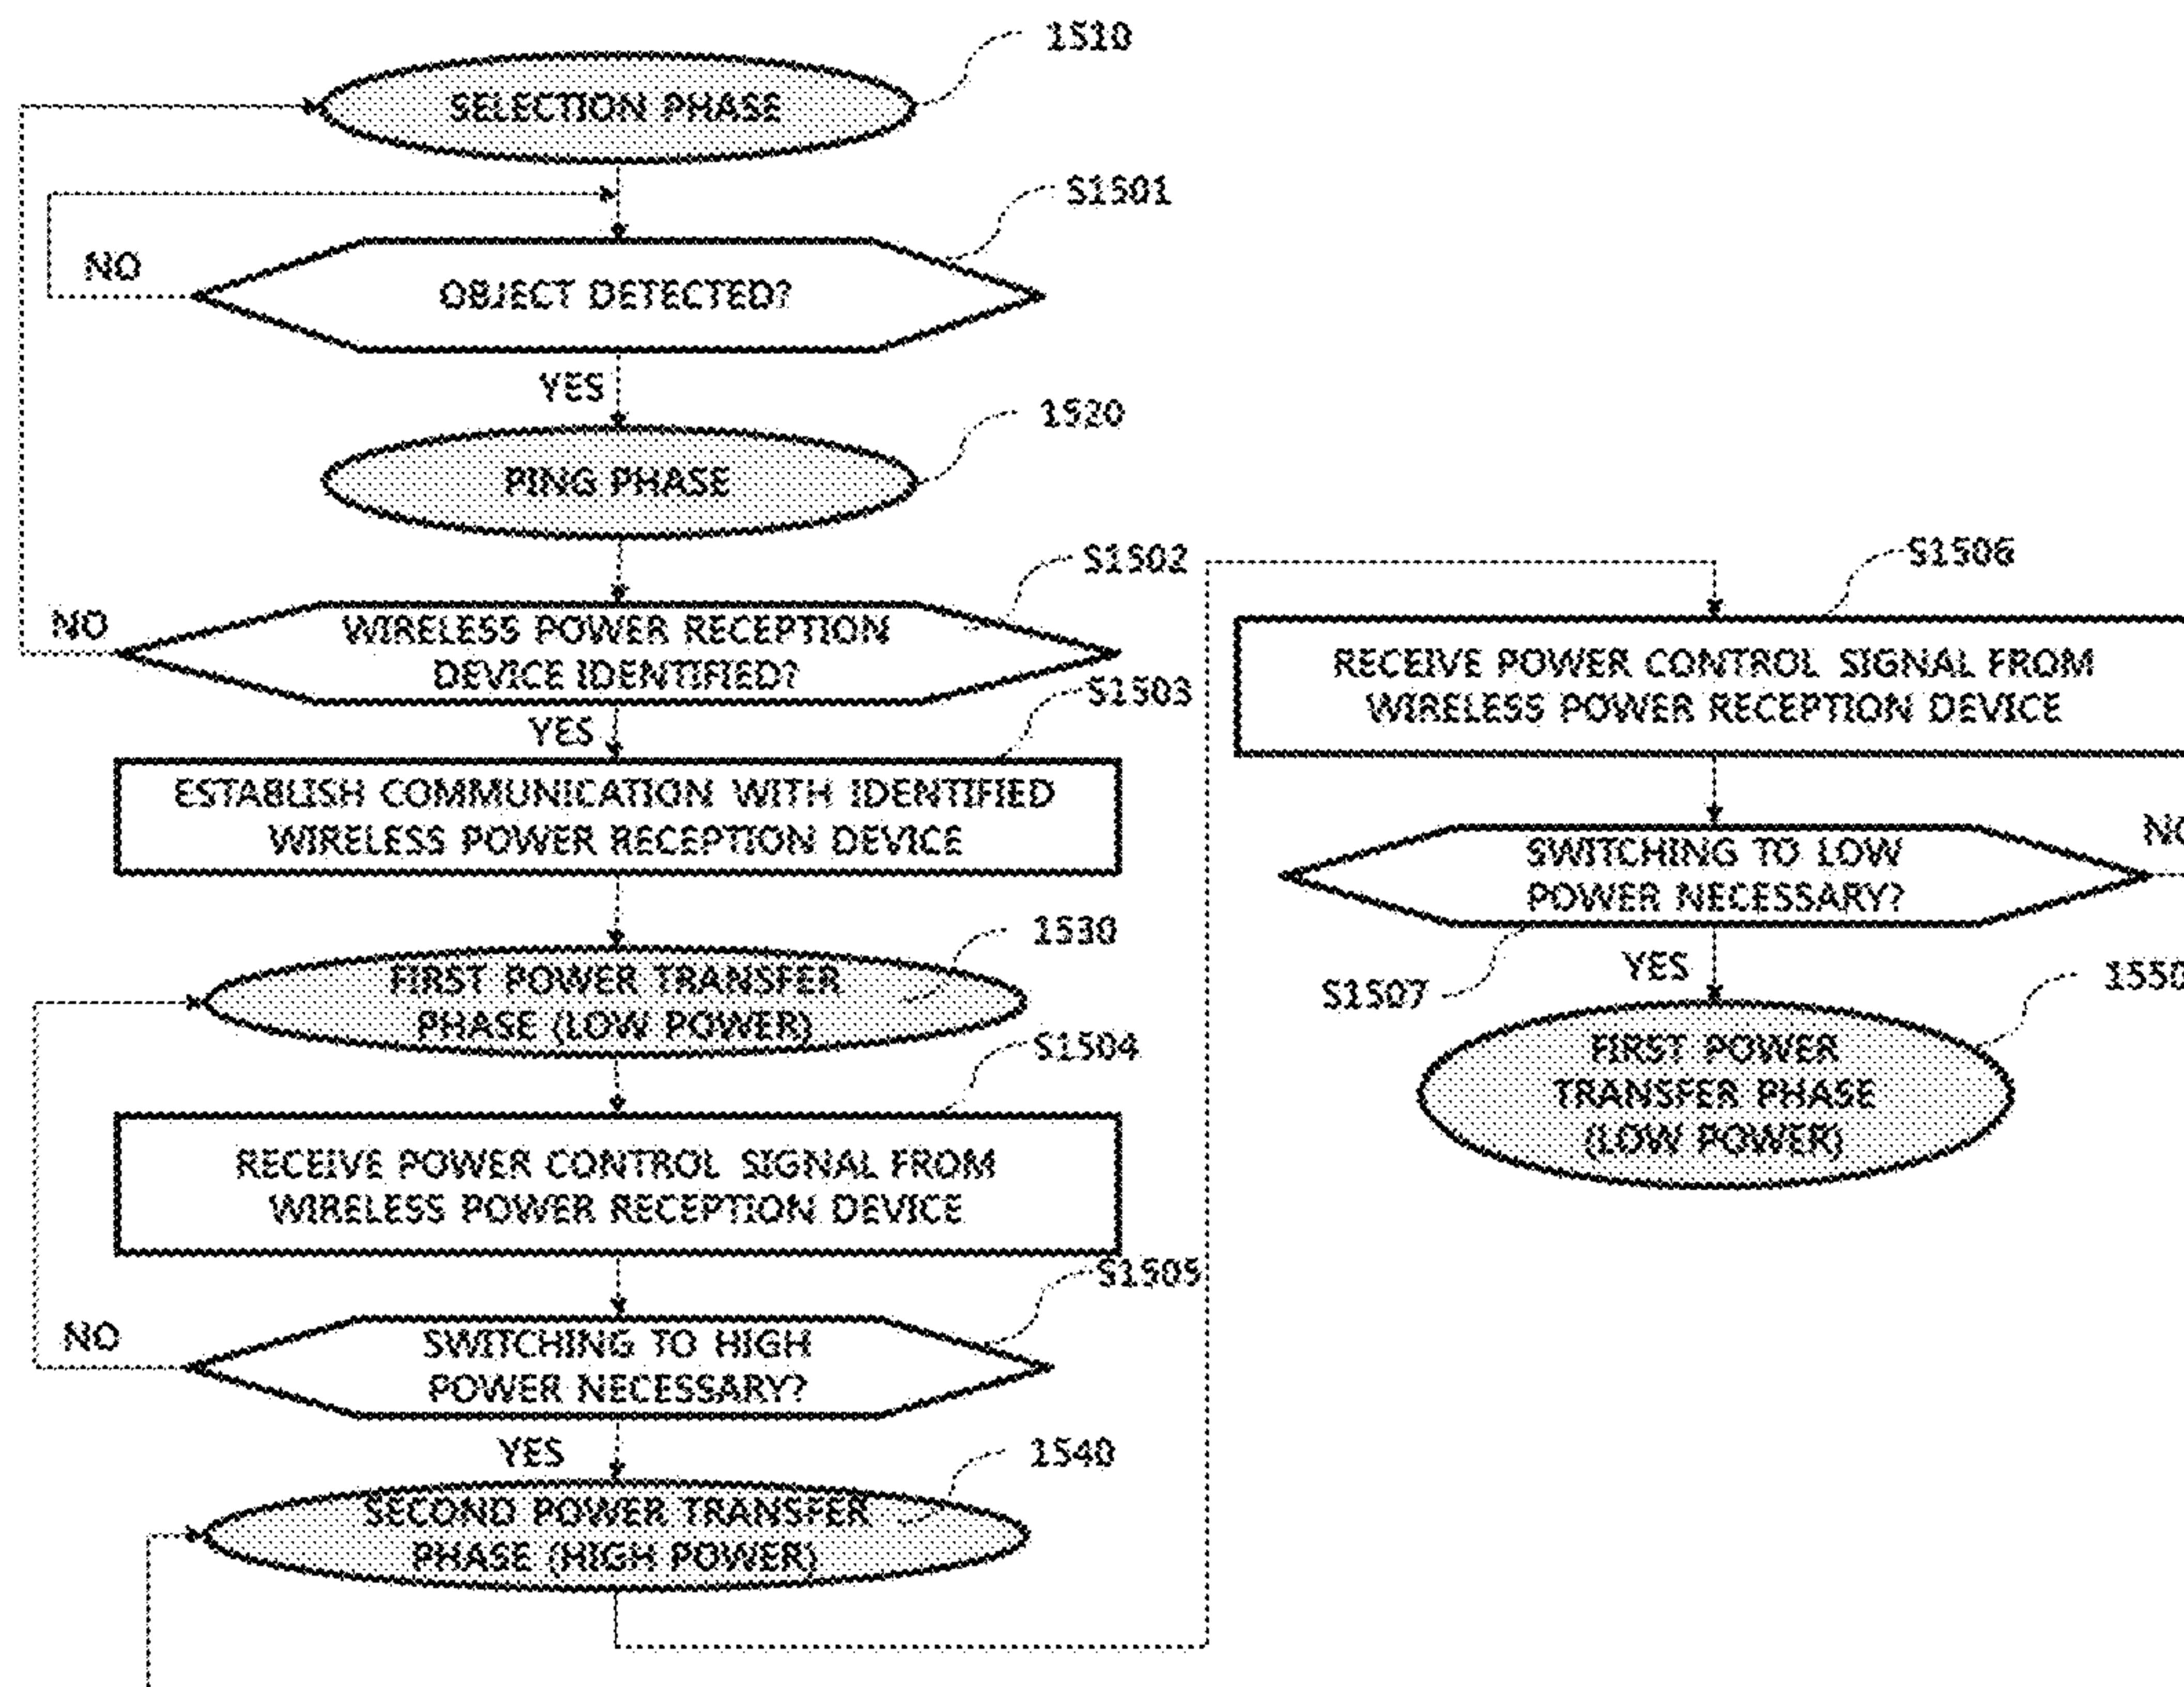 1510
SELECTION PHASE
S1501
NO
OBJECT DETECTED?
YES
1520
PING PHASE
S1502
NO
WIRELESS POWER RECEPTION
DEVICE IDENTIFIED?
S1503
YES
ESTABLISH COMMUNICATION WITH IDENTIFIED
WIRELESS POWER RECEPTION DEVICE
1530
FIRST POWER TRANSFER
PHASE (LOW POWER)
S1504
RECEIVE POWER CONTROL SIGNAL FROM
WIRELESS POWER RECEPTION DEVICE
S1505
NO
SWITCHING TO HIGH
POWER NECESSARY?
YES
1540
SECOND POWER TRANSFER
PHASE (HIGH POWER)
S1506
RECEIVE POWER CONTROL SIGNAL FROM
WIRELESS POWER RECEPTION DEVICE
NO
SWITCHING TO LOW
POWER NECESSARY?
YES
S1507
1550
FIRST POWER
TRANSFER PHASE
(LOW POWER)